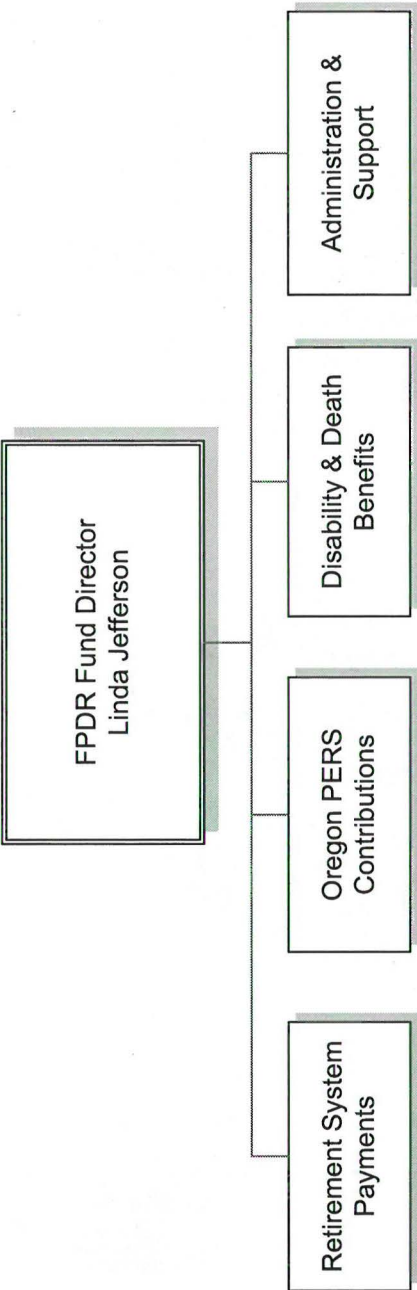 FPDR Fund Director
Linda Jefferson
Retirement System
Payments
Oregon PERS
Contributions
Disability & Death
Benefits
Administration &
Support